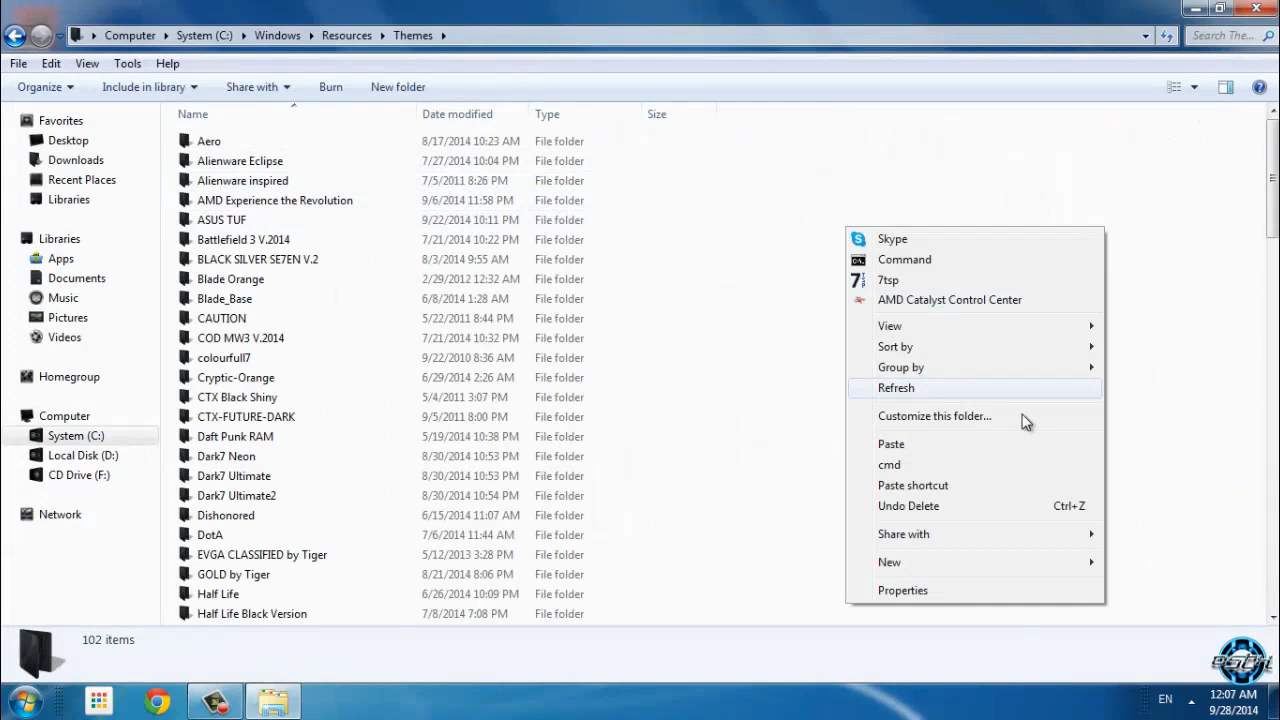 Computer System (C:) Windows Resources Themes Search The...
File Edit View Tools Help
Organize Include in library Share with Burn New folder
Name Date modified Type Size
Favorites
Desktop
Downloads
Recent Places
Libraries
Libraries
Apps
Documents
Music
Pictures
Videos
Homegroup
Computer
System (C:)
Local Disk (D:)
CD Drive (F:)
Network
Aero 8/17/2014 10:23 AM File folder
Alienware Eclipse 7/27/2014 10:04 PM File folder
Alienware inspired 7/5/2011 8:26 PM File folder
AMD Experience the Revolution 9/6/2014 11:58 PM File folder
ASUS TUF 9/22/2014 10:11 PM File folder
Battlefield 3 V.2014 7/21/2014 10:22 PM File folder
BLACK SILVER SE7EN V.2 8/3/2014 9:55 AM File folder
Blade Orange 2/29/2012 12:32 AM File folder
Blade_Base 6/8/2014 1:28 AM File folder
CAUTION 5/22/2011 8:44 PM File folder
COD MW3 V.2014 7/21/2014 10:32 PM File folder
colourfull7 9/22/2010 8:36 AM File folder
Cryptic-Orange 6/29/2014 2:26 AM File folder
CTX Black Shiny 5/4/2011 3:07 PM File folder
CTX-FUTURE-DARK 9/5/2011 8:00 PM File folder
Daft Punk RAM 5/19/2014 10:38 PM File folder
Dark7 Neon 8/30/2014 10:53 PM File folder
Dark7 Ultimate 8/30/2014 10:53 PM File folder
Dark7 Ultimate2 8/30/2014 10:54 PM File folder
Dishonored 6/15/2014 11:07 AM File folder
DotA 7/6/2014 11:44 AM File folder
EVGA CLASSIFIED by Tiger 5/12/2013 3:28 PM File folder
GOLD by Tiger 8/21/2014 8:06 PM File folder
Half Life 6/26/2014 10:09 PM File folder
Half Life Black Version 7/8/2014 7:08 PM File folder
Skype
Command
7tsp
AMD Catalyst Control Center
View
Sort by
Group by
Refresh
Customize this folder...
Paste
cmd
Paste shortcut
Undo Delete Ctrl+Z
Share with
New
Properties
102 items
EN
12:07 AM
9/28/2014